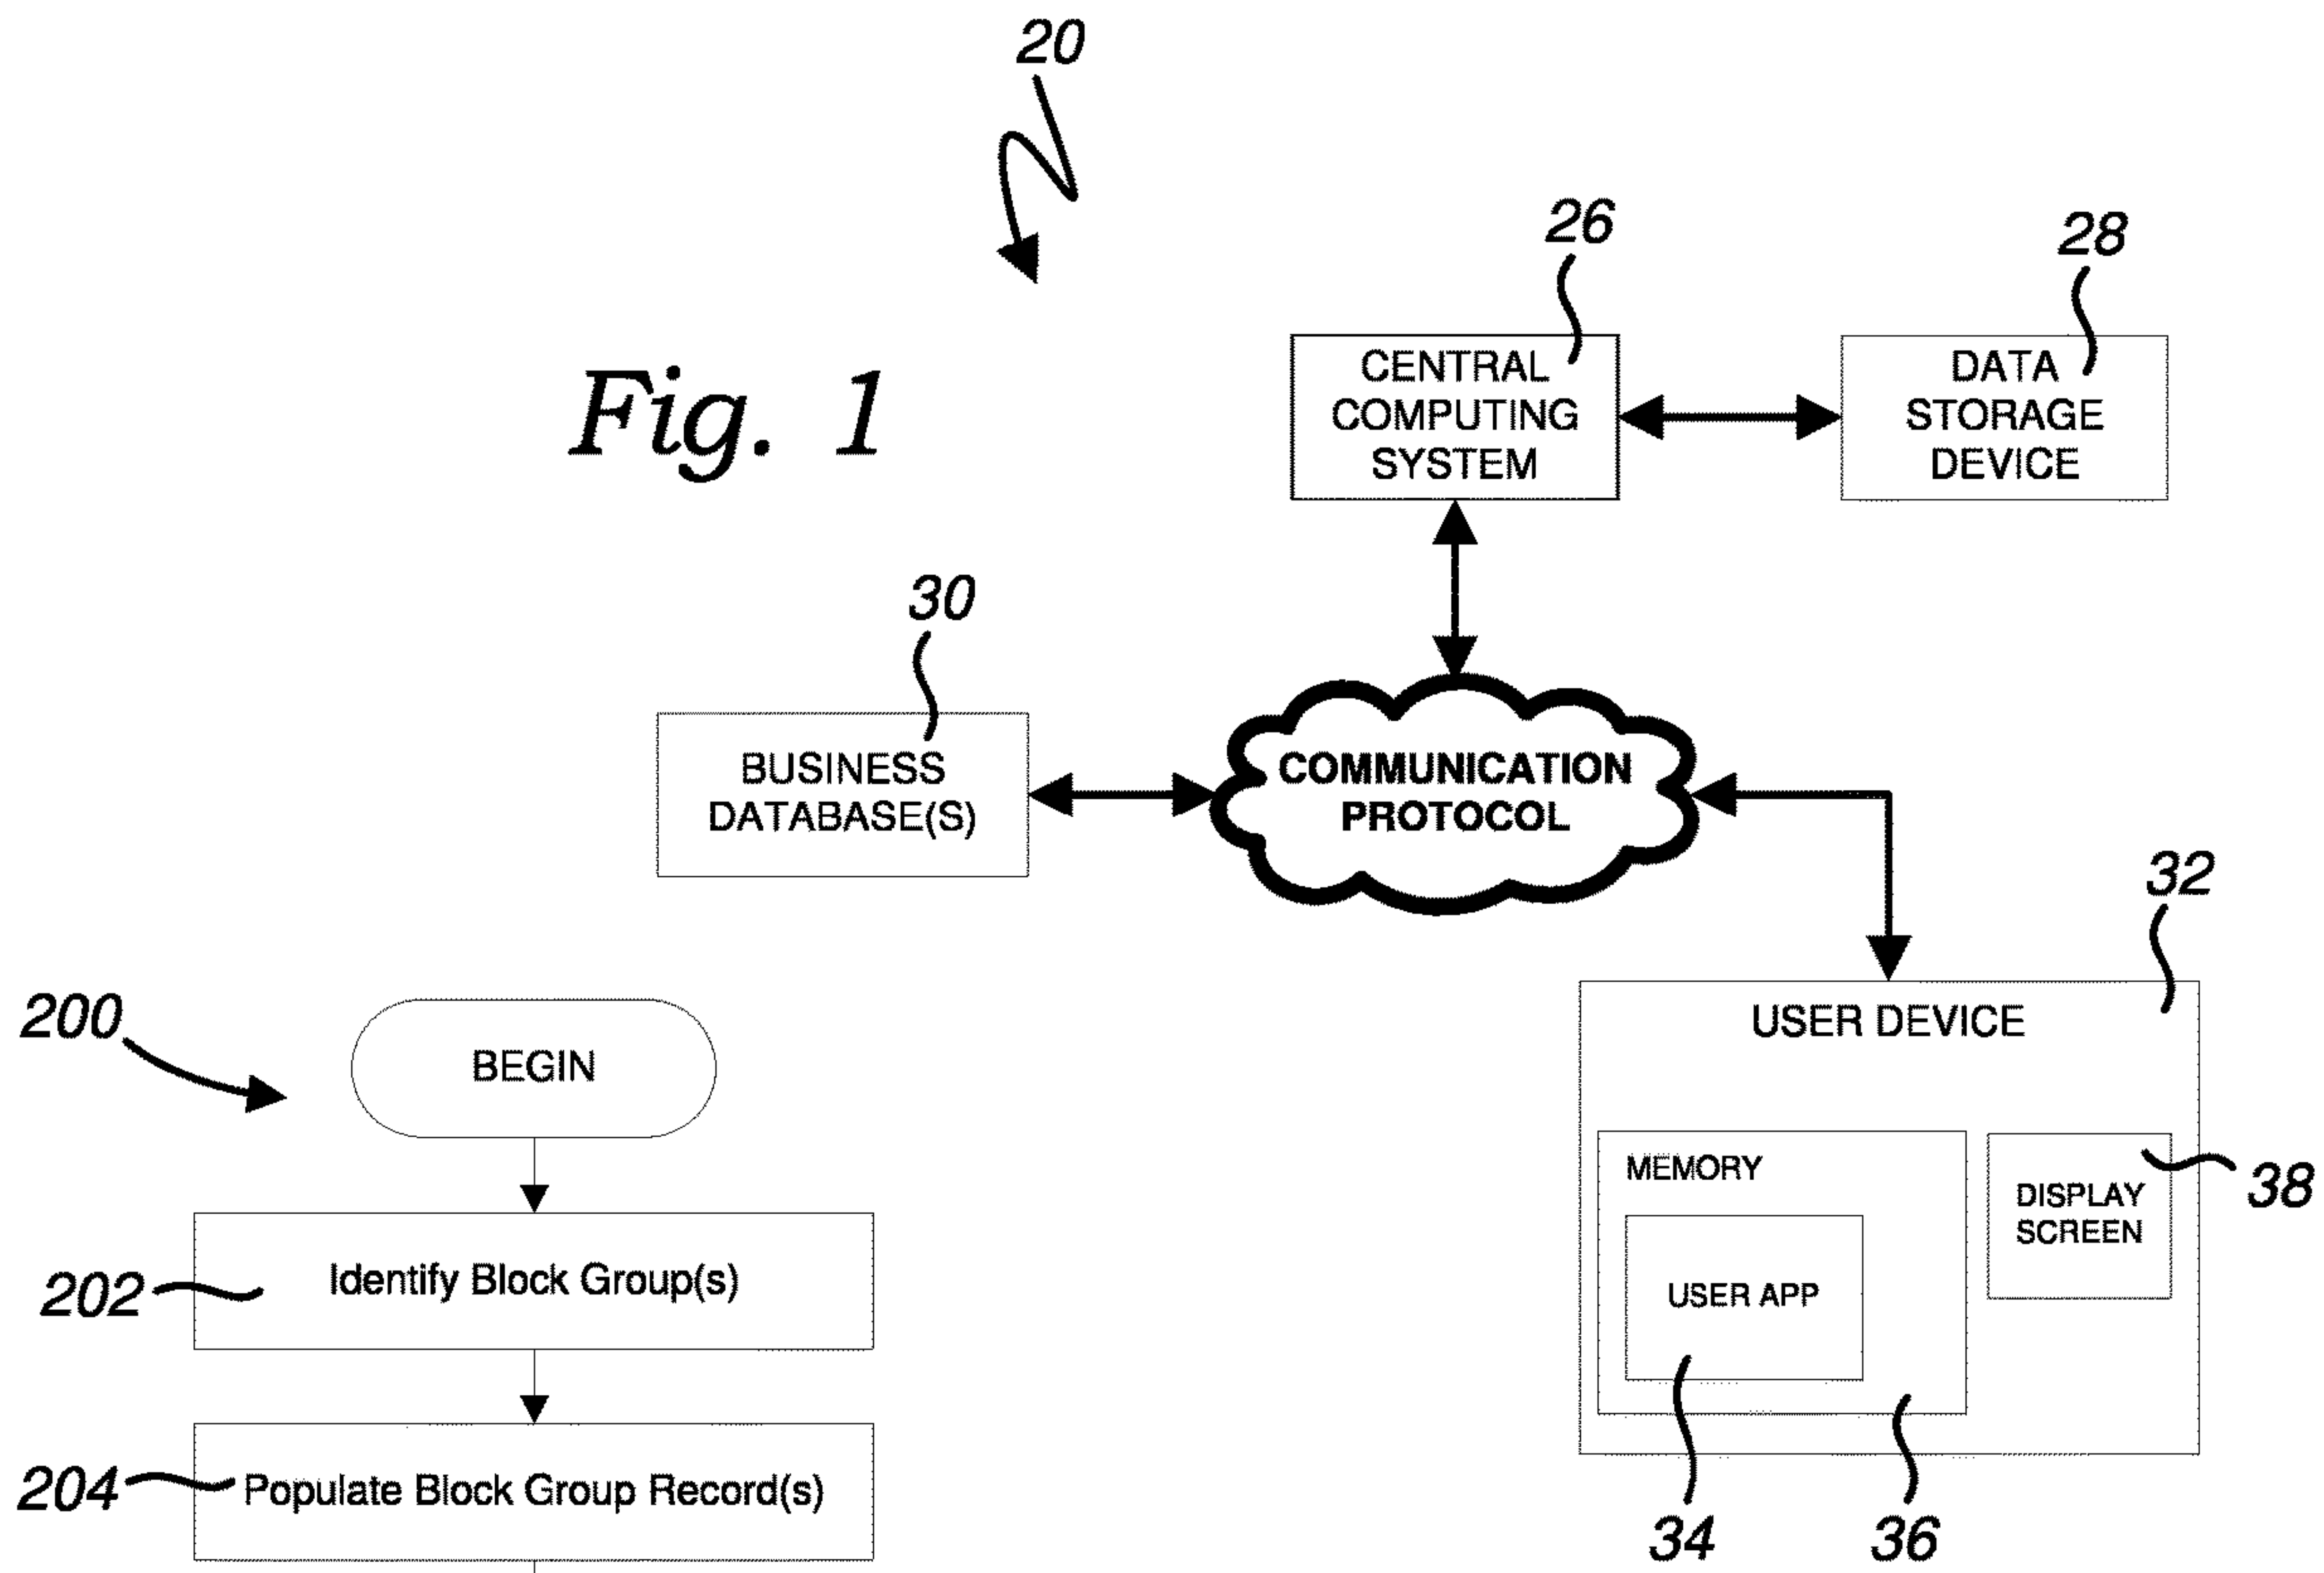 20
Fig. 1
26
28
CENTRAL
COMPUTING
SYSTEM
DATA
STORAGE
DEVICE
30
BUSINESS
DATABASE(S)
COMMUNICATION
PROTOCOL
32
USER DEVICE
MEMORY
USER APP
DISPLAY
SCREEN
38
34
36
200
BEGIN
202
Identify Block Group(s)
204
Populate Block Group Record(s)